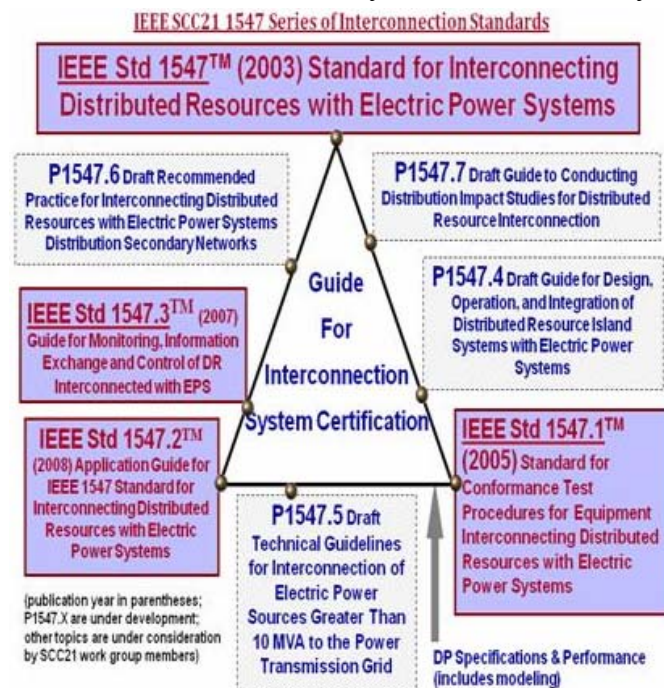 IEEE SCC21 1547 Series of Interconnection Standards
IEEE Std 1547™ (2003) Standard for Interconnecting
Distributed Resources with Electric Power Systems
P1547.6 Draft Recommended
Practice for Interconnecting Distributed
Resources with Electric Power Systems
Distribution Secondary Networks
P1547.7 Draft Guide to Conducting
Distribution Impact Studies for Distributed
Resource Interconnection
P1547.4 Draft Guide for Design,
Operation, and Integration of
Distributed Resource Island
Systems with Electric Power
Systems
Guide
For
Interconnection
System Certification
IEEE Std 1547.3™ (2007)
Guide for Monitoring, Information
Exchange and Control of DR
Interconnected with EPS
IEEE Std 1547.2™
(2008) Application Guide for
IEEE 1547 Standard for
Interconnecting Distributed
Resources with Electric
Power Systems
IEEE Std 1547.1™
(2005) Standard for
Conformance Test
Procedures for Equipment
Interconnecting Distributed
Resources with Electric
Power Systems
P1547.5 Draft
Technical Guidelines
for Interconnection of
Electric Power
Sources Greater Than
10 MVA to the Power
Transmission Grid
(publication year in parentheses;
P1547.X are under development;
other topics are under consideration
by SCC21 work group members)
DP Specifications & Performance
(includes modeling)